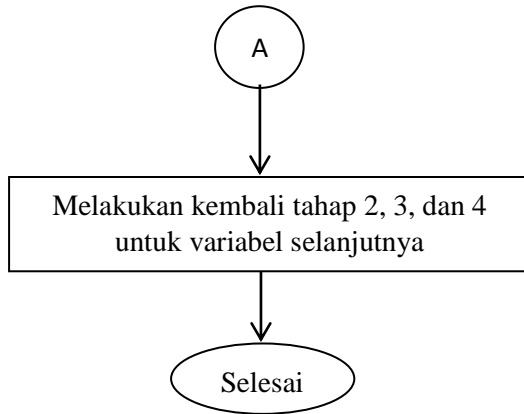 A
Melakukan kembali tahap 2, 3, dan 4
untuk variabel selanjutnya
Selesai